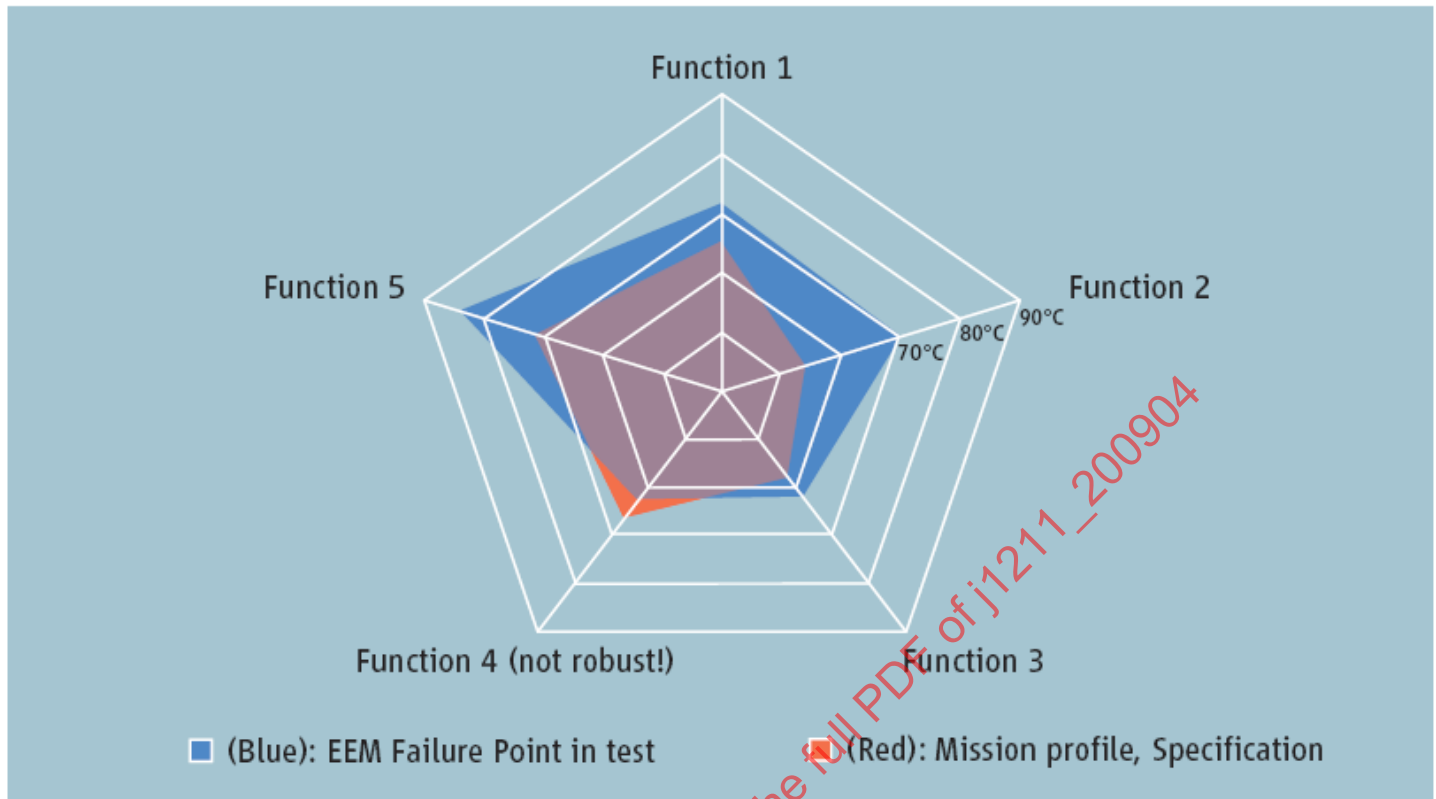 Function 1
Function 5
Function 2
90°C
80°C
70°C
Function 4 (not robust!)
Function 3
(Blue): EEM Failure Point in test
(Red): Mission profile, Specification
he full PDF of j1211_200904